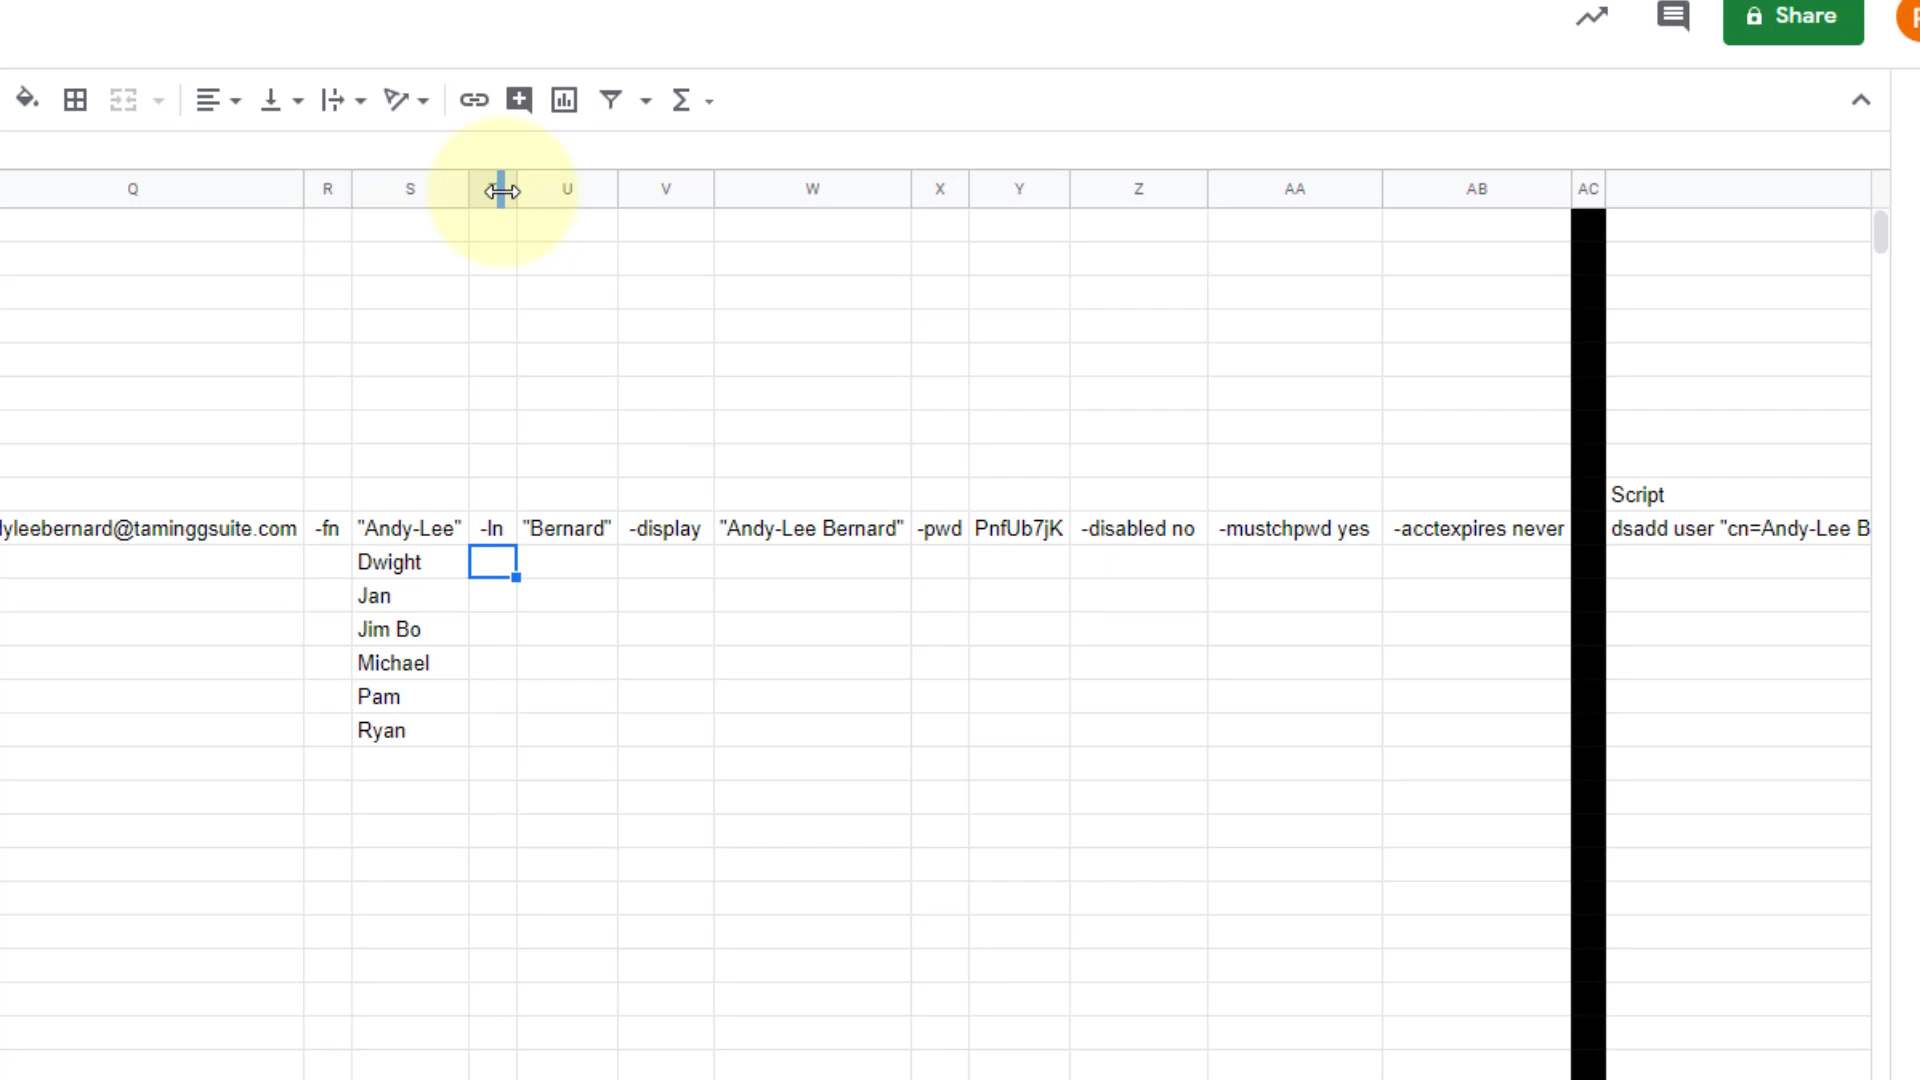 Share
Q R S U V W X Y Z AA AB AC
Script
lyleebernard@taminggsuite.com -fn "Andy-Lee" -ln "Bernard" -display "Andy-Lee Bernard" -pwd PnfUb7jK -disabled no -mustchpwd yes -acctexpires never dsadd user "cn=Andy-Lee B
Dwight
Jan
Jim Bo
Michael
Pam
Ryan